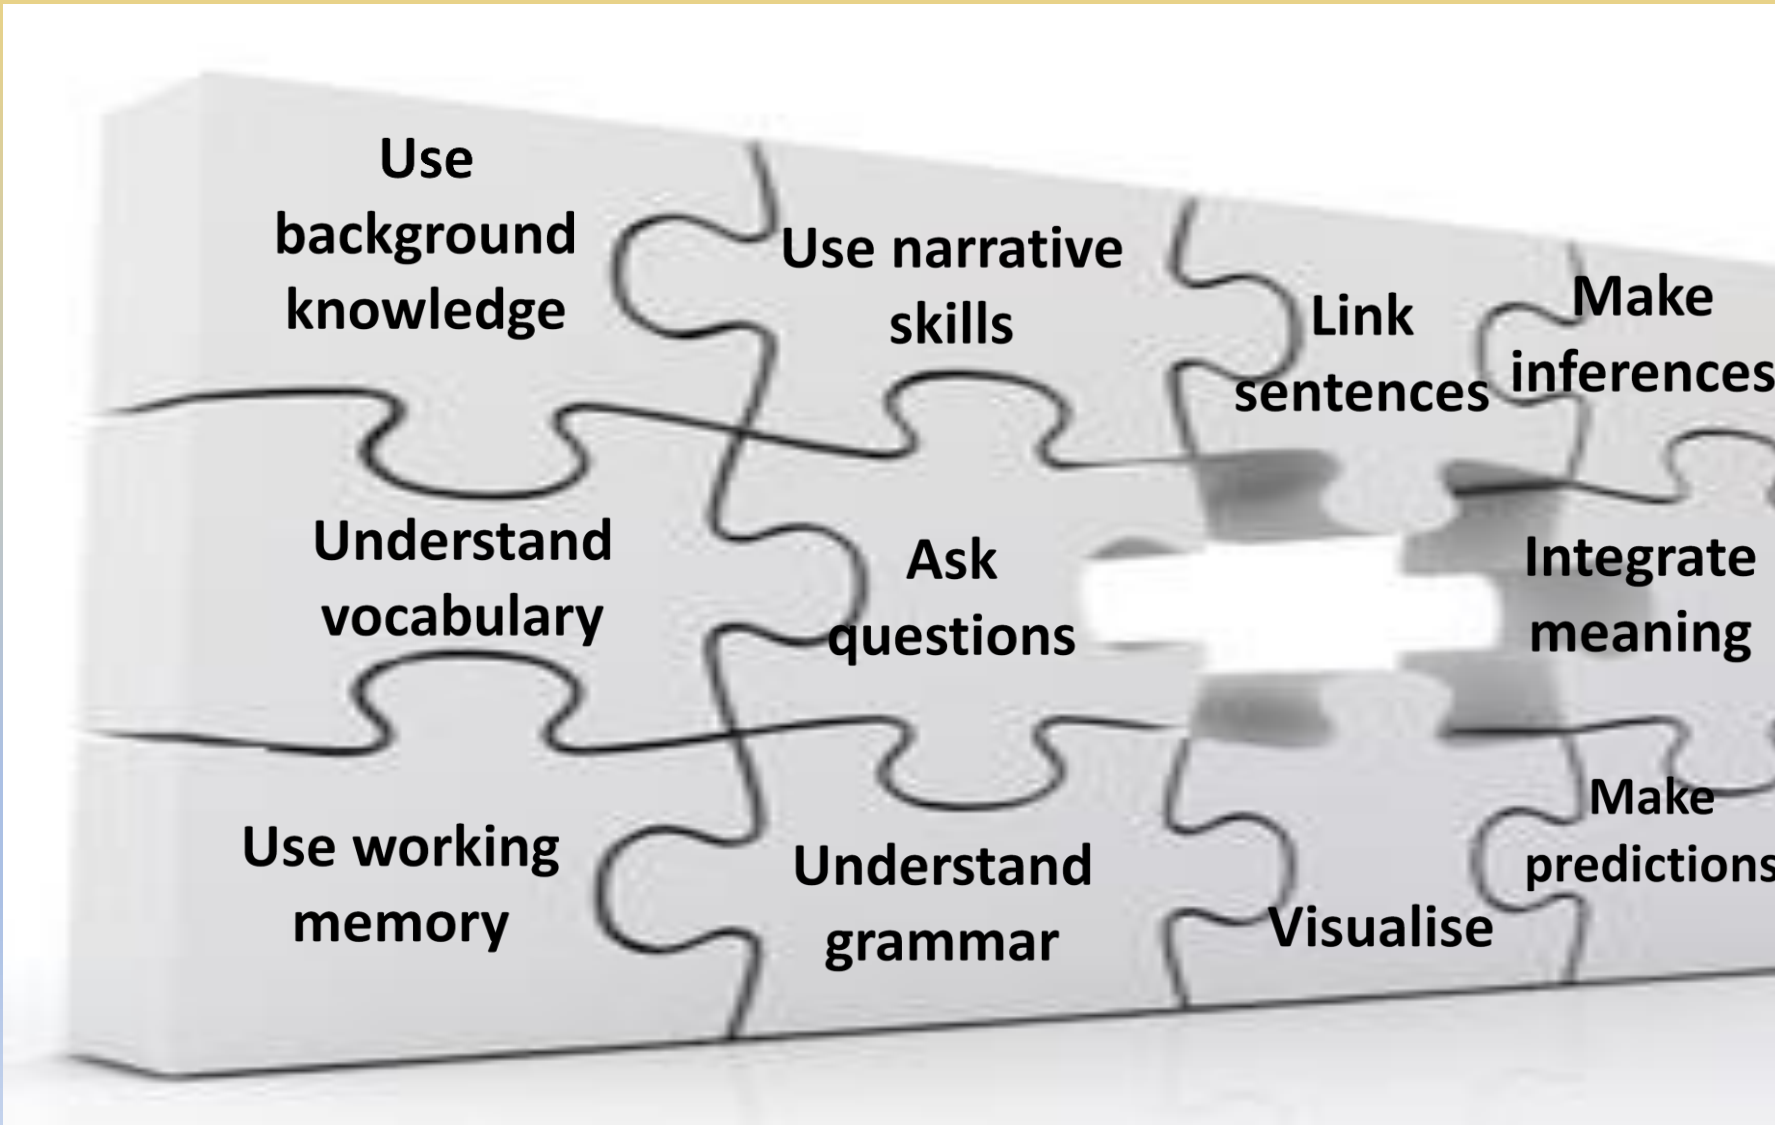 Use
background
knowledge
Use narrative
skills
Link
sentences
Make
inferences
Understand
vocabulary
Ask
questions
Integrate
meaning
Use working
memory
Understand
grammar
Visualise
Make
predictions